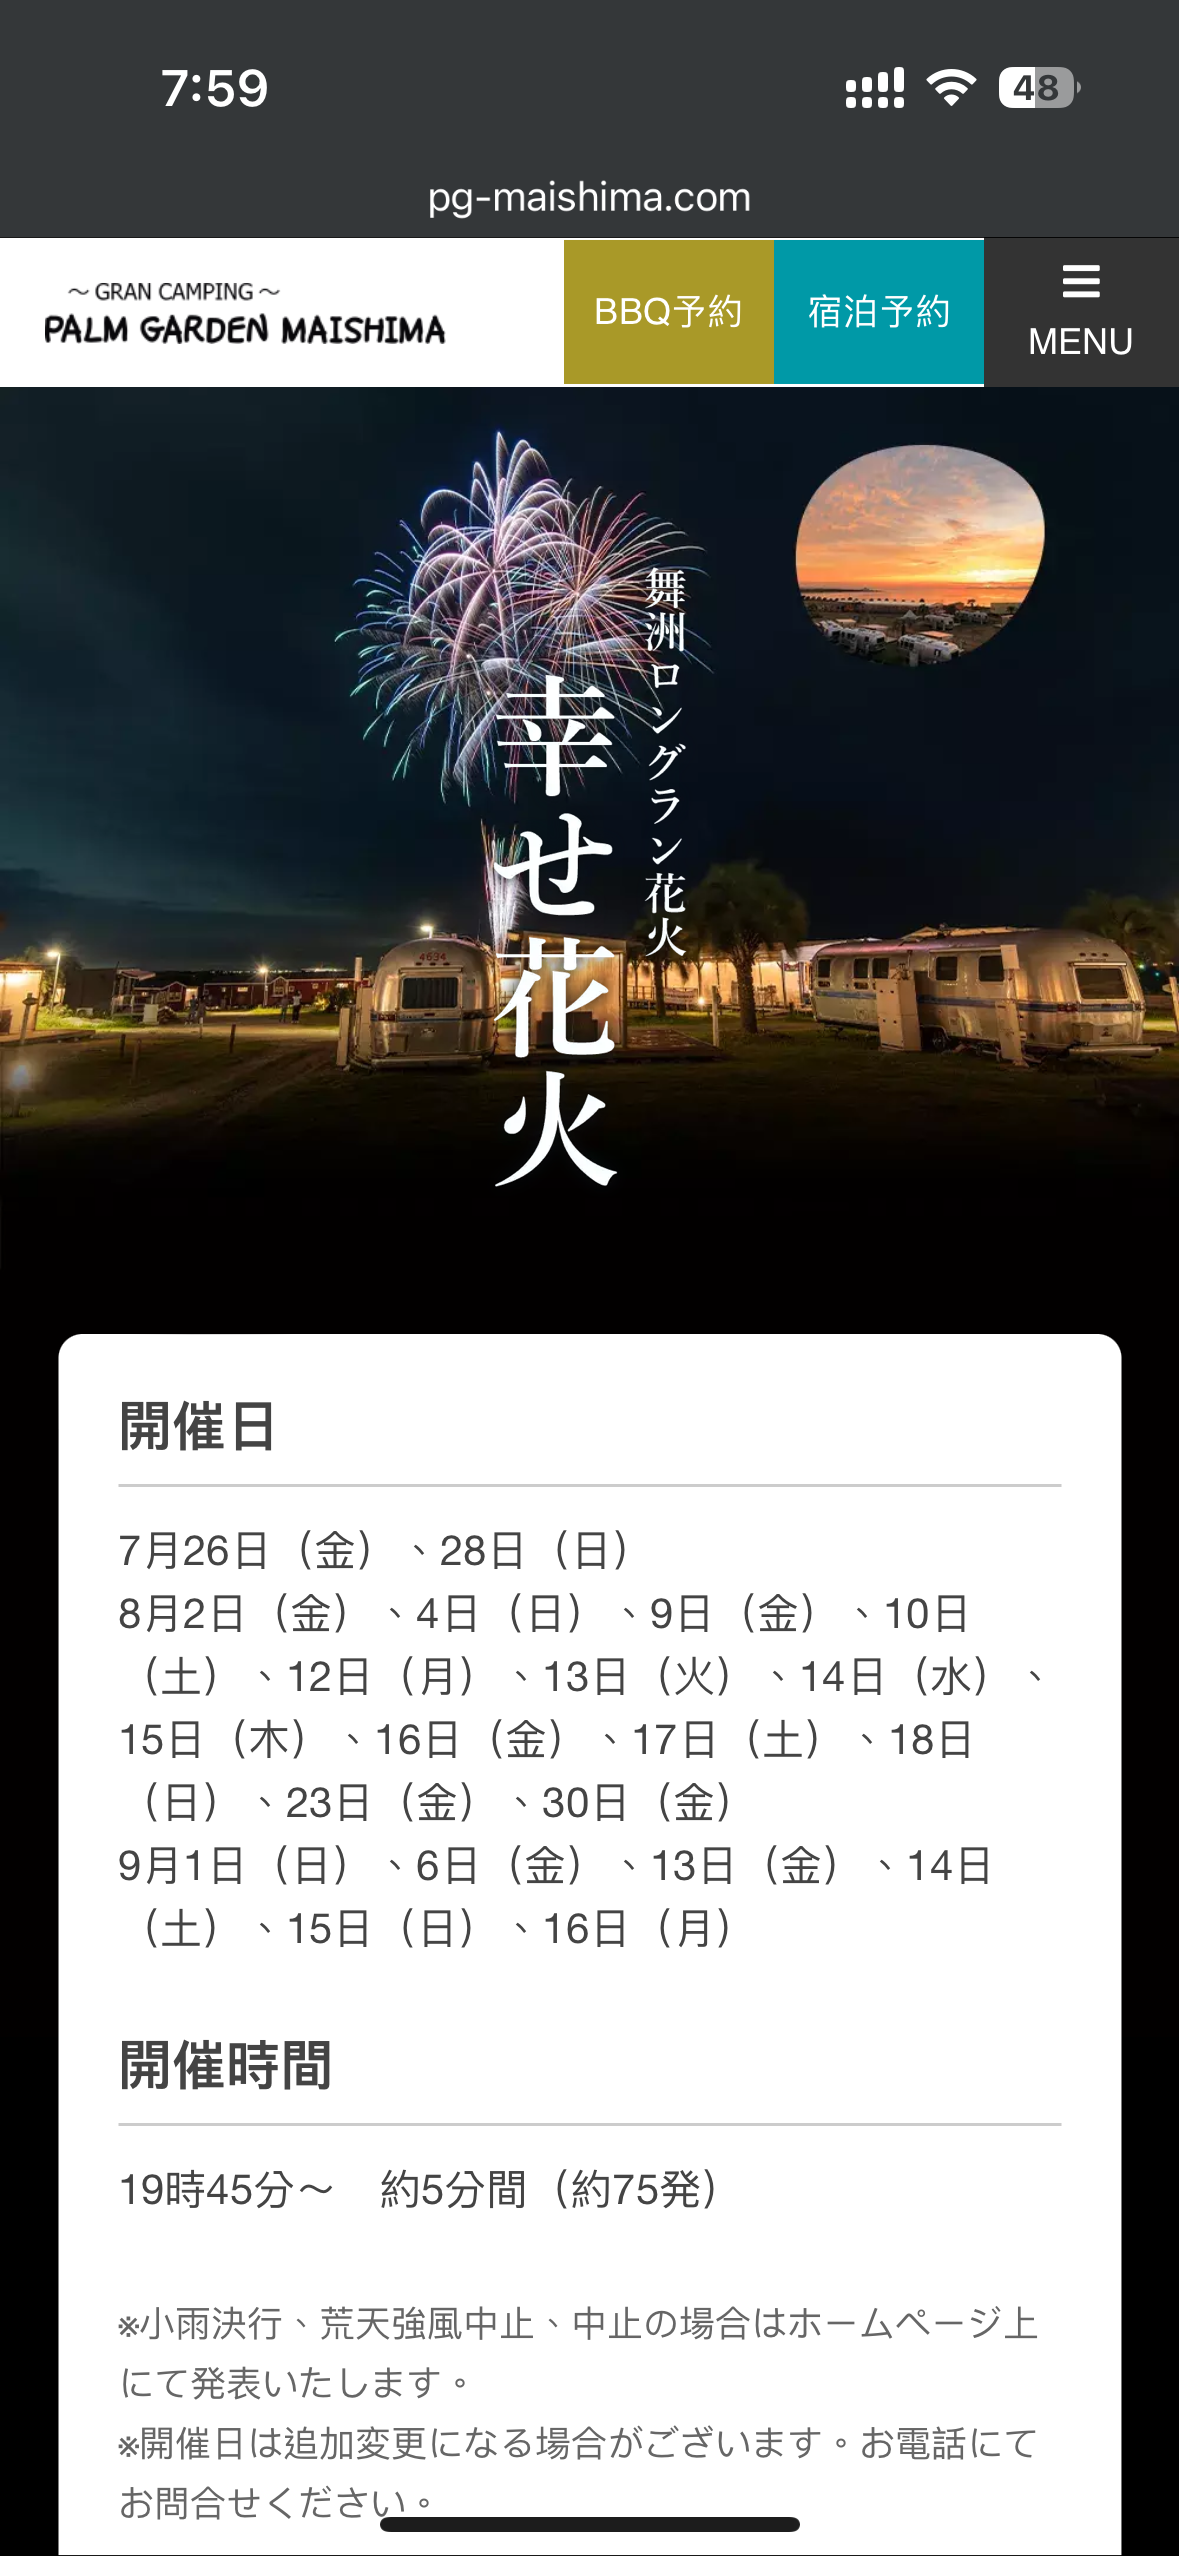 7:59
48
pg-maishima.com
〜 GRAN CAMPING 〜
PALM GARDEN MAISHIMA
BBQ予約
宿泊予約
MENU
舞洲ロングラン花火
幸せ花火
4634
開催日
7月26日（金）、28日（日）
8月2日（金）、4日（日）、9日（金）、10日
（土）、12日（月）、13日（火）、14日（水）、
15日（木）、16日（金）、17日（土）、18日
（日）、23日（金）、30日（金）
9月1日（日）、6日（金）、13日（金）、14日
（土）、15日（日）、16日（月）
開催時間
19時45分〜　約5分間（約75発）
※小雨決行、荒天強風中止、中止の場合はホームページ上
にて発表いたします。
※開催日は追加変更になる場合がございます。お電話にて
お問合せください。